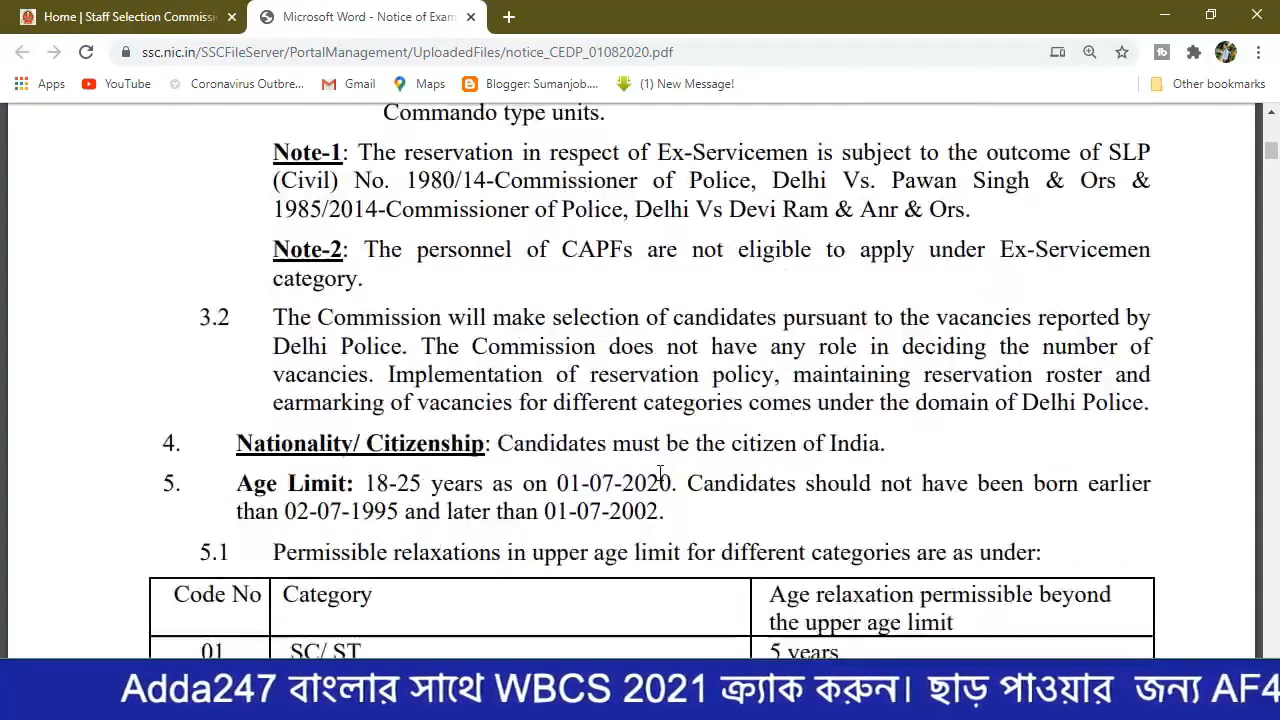 Home | Staff Selection Commissi
Microsoft Word - Notice of Exam
ssc.nic.in/SSCFileServer/PortalManagement/UploadedFiles/notice_CEDP_01082020.pdf
Apps YouTube Coronavirus Outbre... Gmail Maps Blogger: Sumanjob.... (1) New Message! Other bookmarks
Commando type units.
Note-1: The reservation in respect of Ex-Servicemen is subject to the outcome of SLP
(Civil) No. 1980/14-Commissioner of Police, Delhi Vs. Pawan Singh & Ors &
1985/2014-Commissioner of Police, Delhi Vs Devi Ram & Anr & Ors.
Note-2: The personnel of CAPFs are not eligible to apply under Ex-Servicemen
category.
3.2 The Commission will make selection of candidates pursuant to the vacancies reported by
Delhi Police. The Commission does not have any role in deciding the number of
vacancies. Implementation of reservation policy, maintaining reservation roster and
earmarking of vacancies for different categories comes under the domain of Delhi Police.
4. Nationality/ Citizenship: Candidates must be the citizen of India.
5. Age Limit: 18-25 years as on 01-07-2020. Candidates should not have been born earlier
than 02-07-1995 and later than 01-07-2002.
5.1 Permissible relaxations in upper age limit for different categories are as under:
Code No Category Age relaxation permissible beyond
the upper age limit
01 SC/ ST 5 years
Adda247 বাংলার সাথে WBCS 2021 ক্র্যাক করুন। ছাড় পাওয়ার জন্য AF4